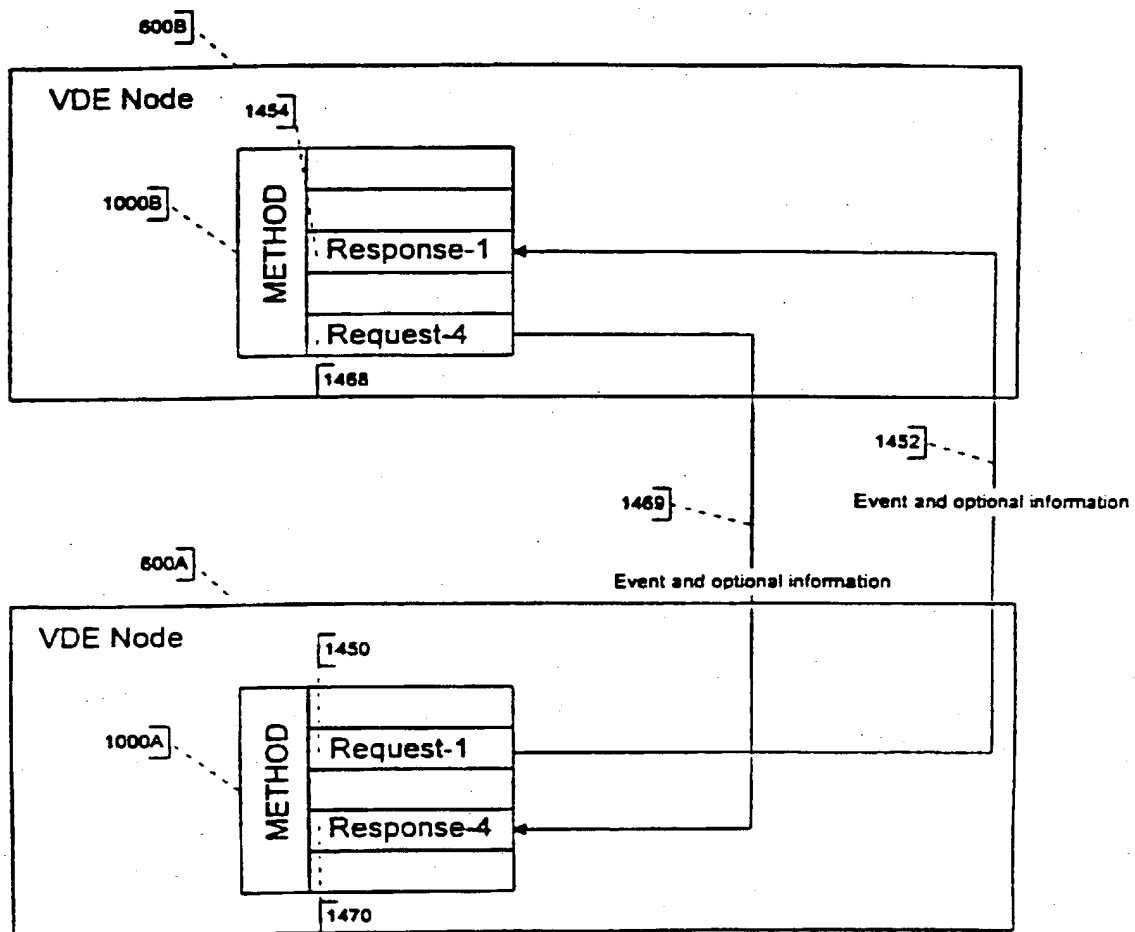 600B
VDE Node
1454
1000B
METHOD
Response-1
Request-4
1468
1452
Event and optional information
1469
600A
Event and optional information
VDE Node
1450
1000A
METHOD
Request-1
Response-4
1470